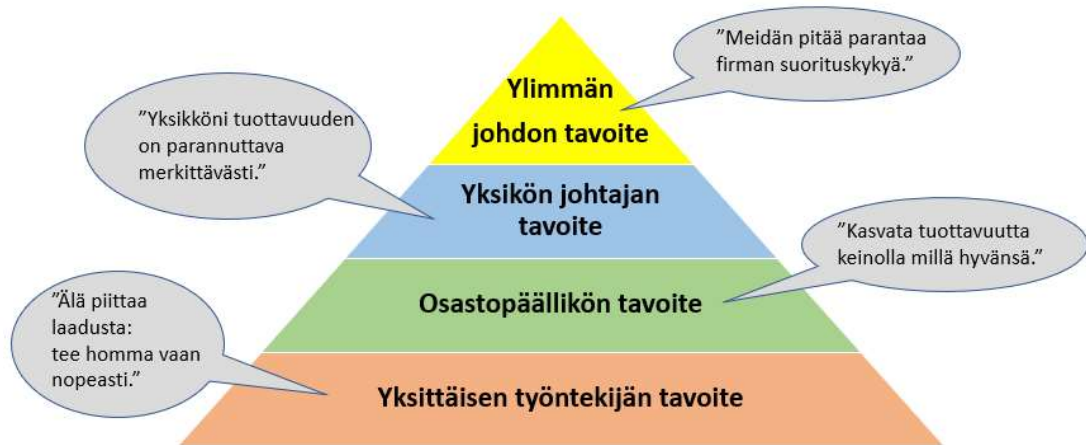 ”Meidän pitää parantaa
firman suorituskykyä.”
Ylimmän
johdon tavoite
”Yksikköni tuottavuuden
on parannuttava
merkittävästi.”
Yksikön johtajan
tavoite
”Kasvata tuottavuutta
keinolla millä hyvänsä.”
Osastopäällikön tavoite
”Älä piittaa
laadusta:
tee homma vaan
nopeasti.”
Yksittäisen työntekijän tavoite